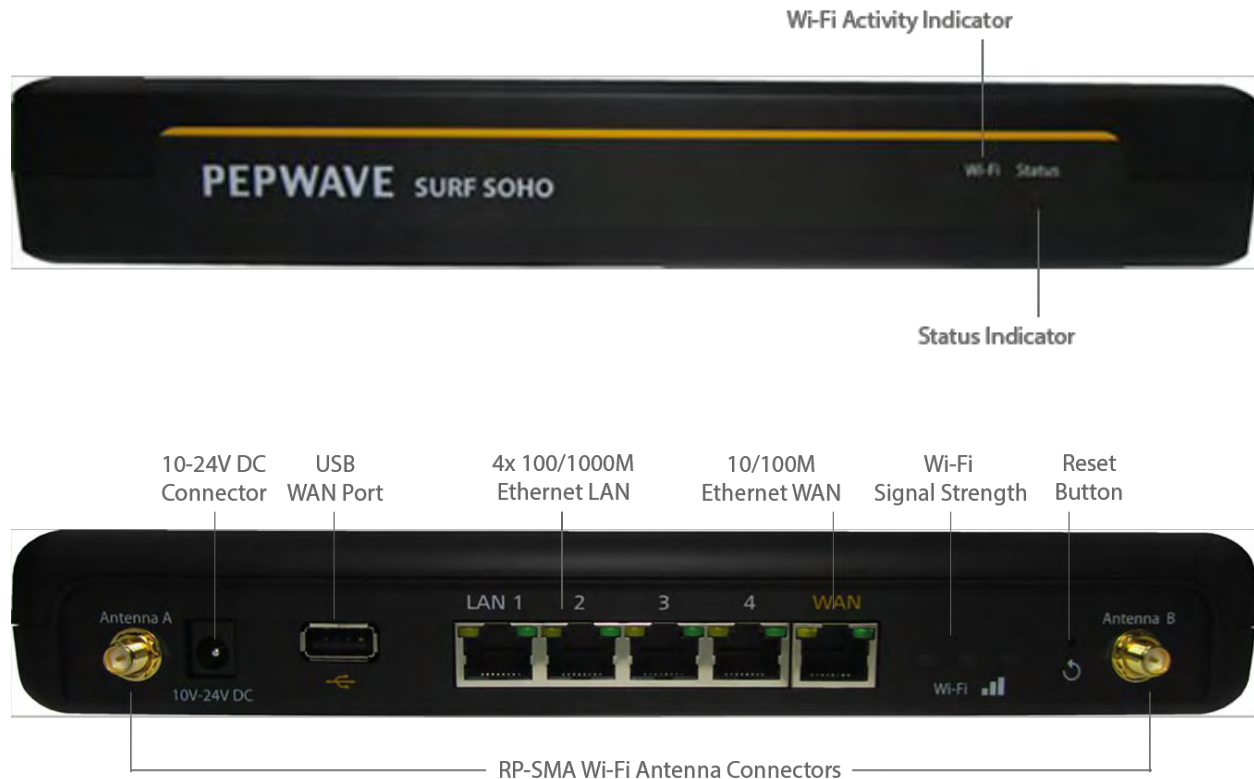 Wi-Fi Activity Indicator
PEPWAVE SURF SOHO
Wi-Fi Status
Status Indicator
10-24V DC
Connector
USB
WAN Port
4x 100/1000M
Ethernet LAN
10/100M
Ethernet WAN
Wi-Fi
Signal Strength
Reset
Button
LAN 1 2 3 4 WAN
Antenna A
Antenna B
10V-24V DC
Wi-Fi
RP-SMA Wi-Fi Antenna Connectors